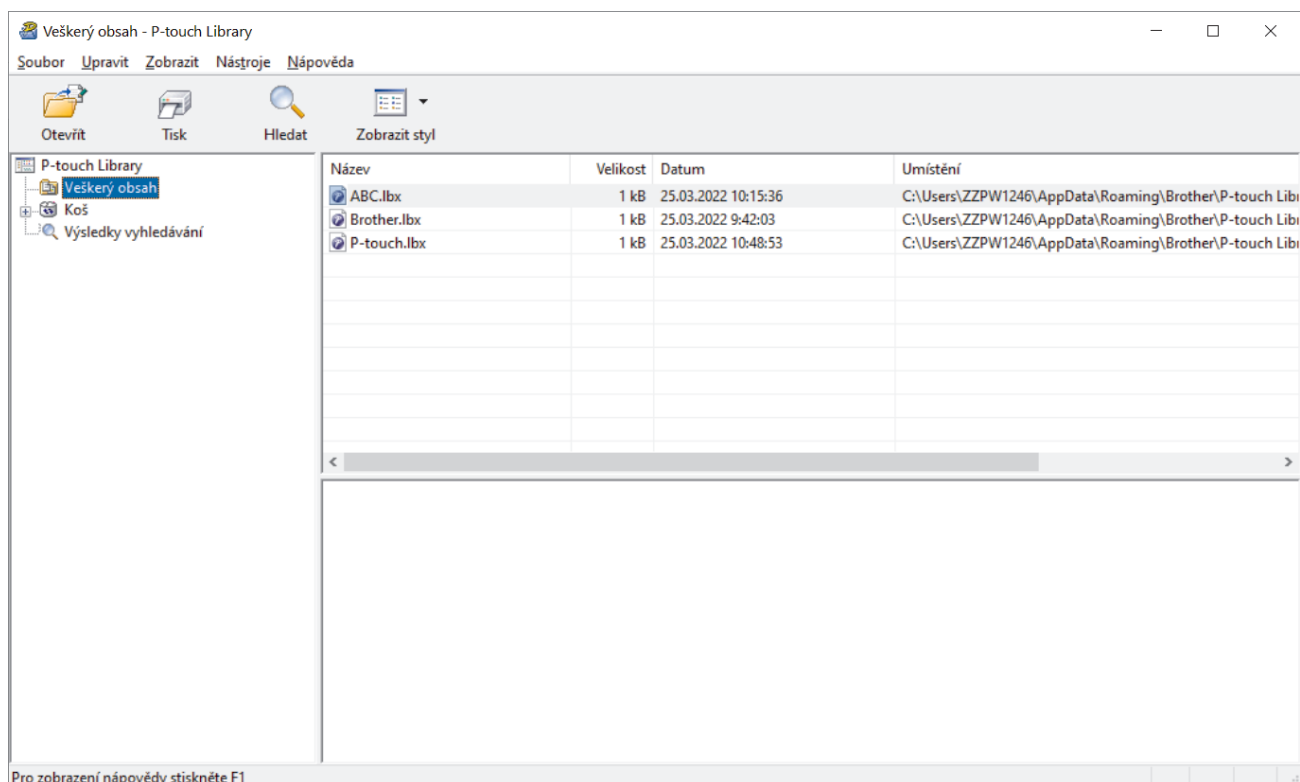 Veškerý obsah - P-touch Library
Soubor Upravit Zobrazit Nástroje Nápověda
Otevřít Tisk Hledat Zobrazit styl
P-touch Library
Veškerý obsah
Koš
Výsledky vyhledávání
Název Velikost Datum Umístění
ABC.lbx 1 kB 25.03.2022 10:15:36 C:\Users\ZZPW1246\AppData\Roaming\Brother\P-touch Libr
Brother.lbx 1 kB 25.03.2022 9:42:03 C:\Users\ZZPW1246\AppData\Roaming\Brother\P-touch Libr
P-touch.lbx 1 kB 25.03.2022 10:48:53 C:\Users\ZZPW1246\AppData\Roaming\Brother\P-touch Libr
Pro zobrazení nápovědy stiskněte F1